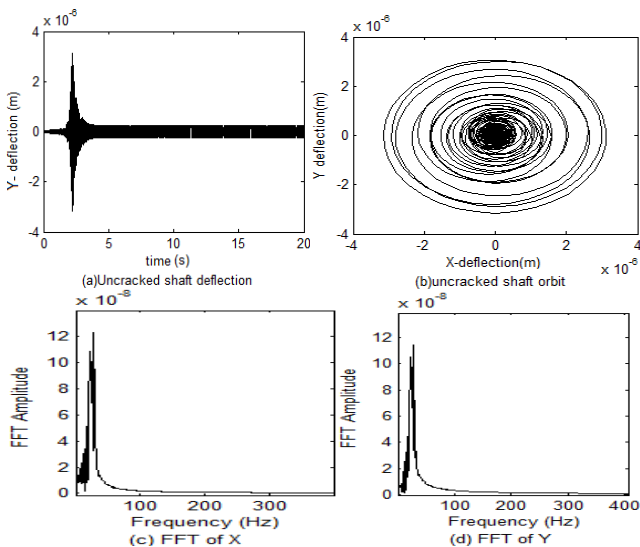 x 10^-6
4
2
0
-2
-4
Y- deflection (m)
0 5 10 15 20
time (s)
(a)Uncracked shaft deflection
x 10^-6
4
2
0
-2
-4
Y deflection(m)
-4 -2 0 2 4
X-deflection(m)
x 10^-6
(b)uncracked shaft orbit
x 10^-8
12
10
8
6
4
2
0
FFT Amplitude
100 200 300
Frequency (Hz)
(c) FFT of X
x 10^-8
12
10
8
6
4
2
0
FFT Amplitude
100 200 300 400
Frequency (Hz)
(d) FFT of Y